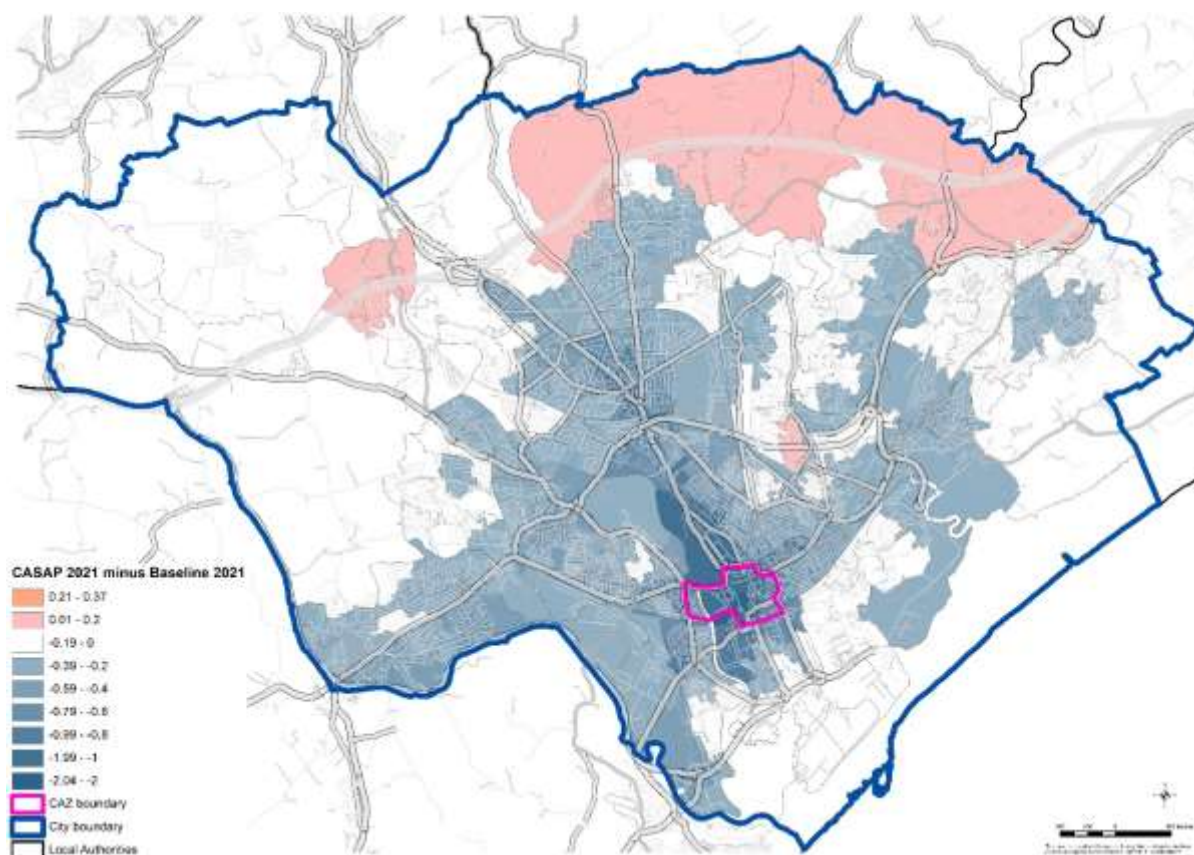 CASAP 2021 minus Baseline 2021
0.21 - 0.37
0.01 - 0.2
-0.19 - 0
-0.39 - -0.2
-0.59 - -0.4
-0.79 - -0.6
-0.99 - -0.8
-1.99 - -1
-2.04 - -2
CAZ boundary
City boundary
Local Authorities